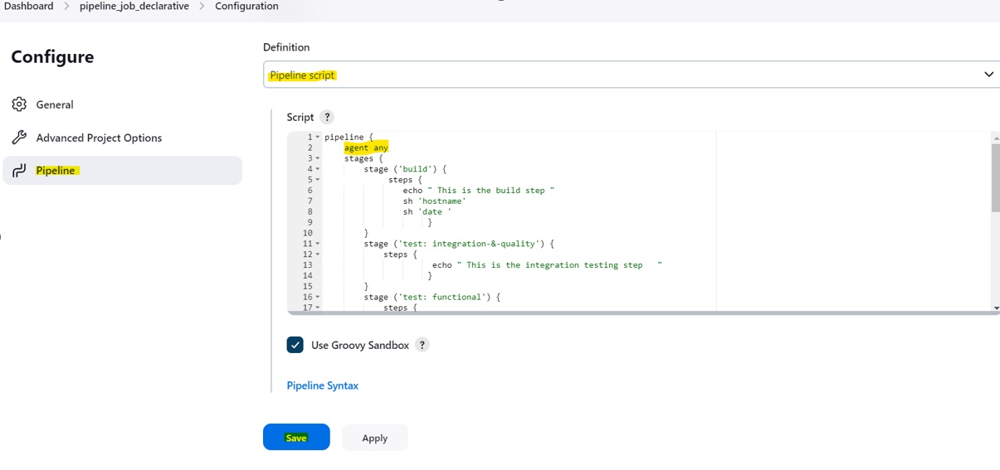 Dashboard > pipeline_job_declarative > Configuration
Configure
General
Advanced Project Options
Pipeline
Definition
Pipeline script
Script ?
1 pipeline {
2     agent any
3     stages {
4         stage ('build') {
5              steps {
6                 echo " This is the build step "
7                 sh 'hostname'
8                 sh 'date '
9                      }
10         }
11         stage ('test: integration-&-quality') {
12             steps {
13                       echo " This is the integration testing step   "
14                      }
15         }
16         stage ('test: functional') {
17             steps {
Use Groovy Sandbox ?
Pipeline Syntax
Save Apply